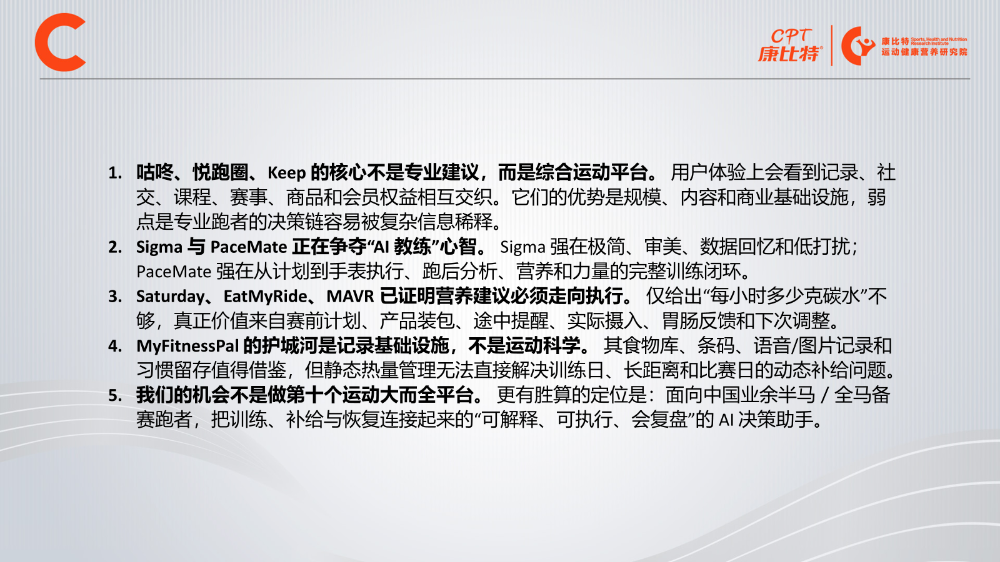 CPT
康比特®
康比特 Sports, Health and Nutrition
Research Institute
运动健康营养研究院
1. 咕咚、悦跑圈、Keep 的核心不是专业建议，而是综合运动平台。 用户体验上会看到记录、社
交、课程、赛事、商品和会员权益相互交织。它们的优势是规模、内容和商业基础设施，弱
点是专业跑者的决策链容易被复杂信息稀释。
2. Sigma 与 PaceMate 正在争夺“AI 教练”心智。 Sigma 强在极简、审美、数据回忆和低打扰；
PaceMate 强在从计划到手表执行、跑后分析、营养和力量的完整训练闭环。
3. Saturday、EatMyRide、MAVR 已证明营养建议必须走向执行。 仅给出“每小时多少克碳水”不
够，真正价值来自赛前计划、产品装包、途中提醒、实际摄入、胃肠反馈和下次调整。
4. MyFitnessPal 的护城河是记录基础设施，不是运动科学。 其食物库、条码、语音/图片记录和
习惯留存值得借鉴，但静态热量管理无法直接解决训练日、长距离和比赛日的动态补给问题。
5. 我们的机会不是做第十个运动大而全平台。 更有胜算的定位是：面向中国业余半马 / 全马备
赛跑者，把训练、补给与恢复连接起来的“可解释、可执行、会复盘”的 AI 决策助手。